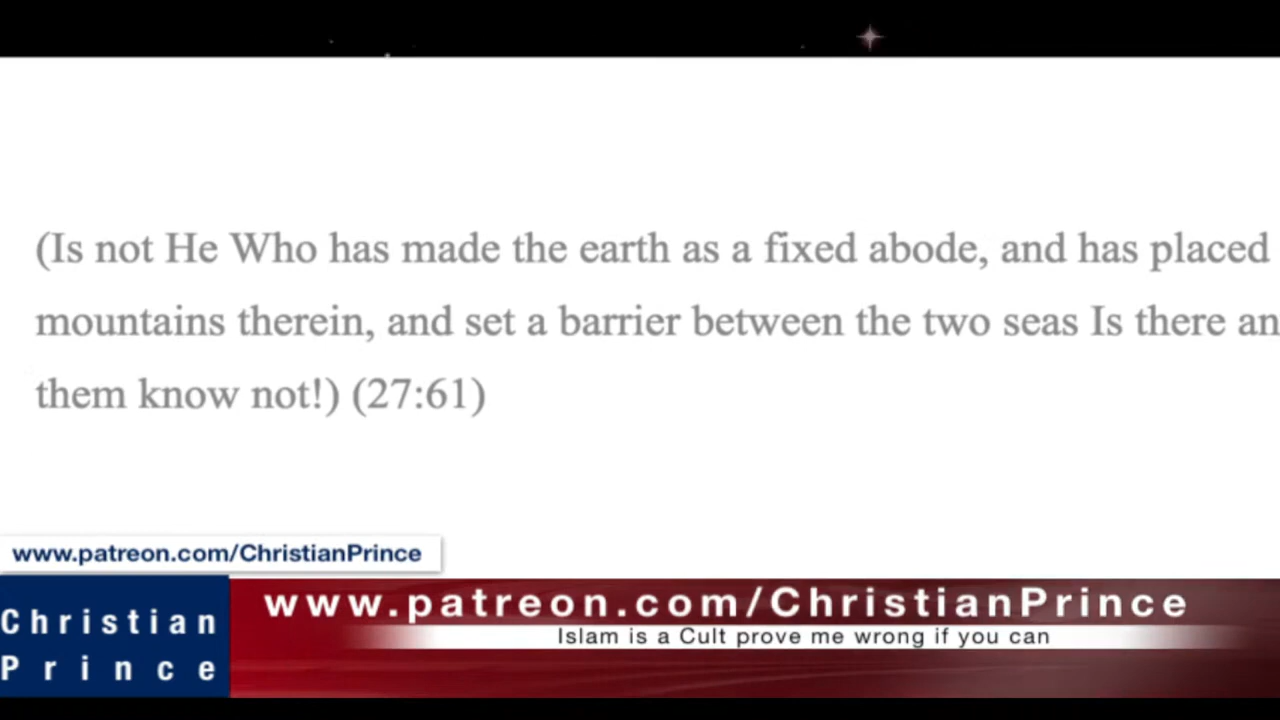 (Is not He Who has made the earth as a fixed abode, and has placed
mountains therein, and set a barrier between the two seas Is there an
them know not!) (27:61)
www.patreon.com/ChristianPrince
Christian
Prince
www.patreon.com/ChristianPrince
Islam is a Cult prove me wrong if you can